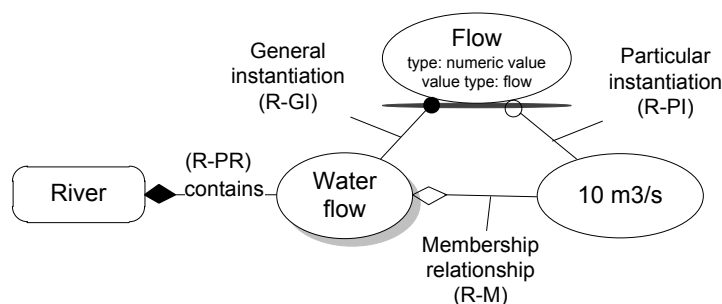 General
instantiation
(R-GI)
Flow
type: numeric value
value type: flow
Particular
instantiation
(R-PI)
River
(R-PR)
contains
Water
flow
10 m3/s
Membership
relationship
(R-M)